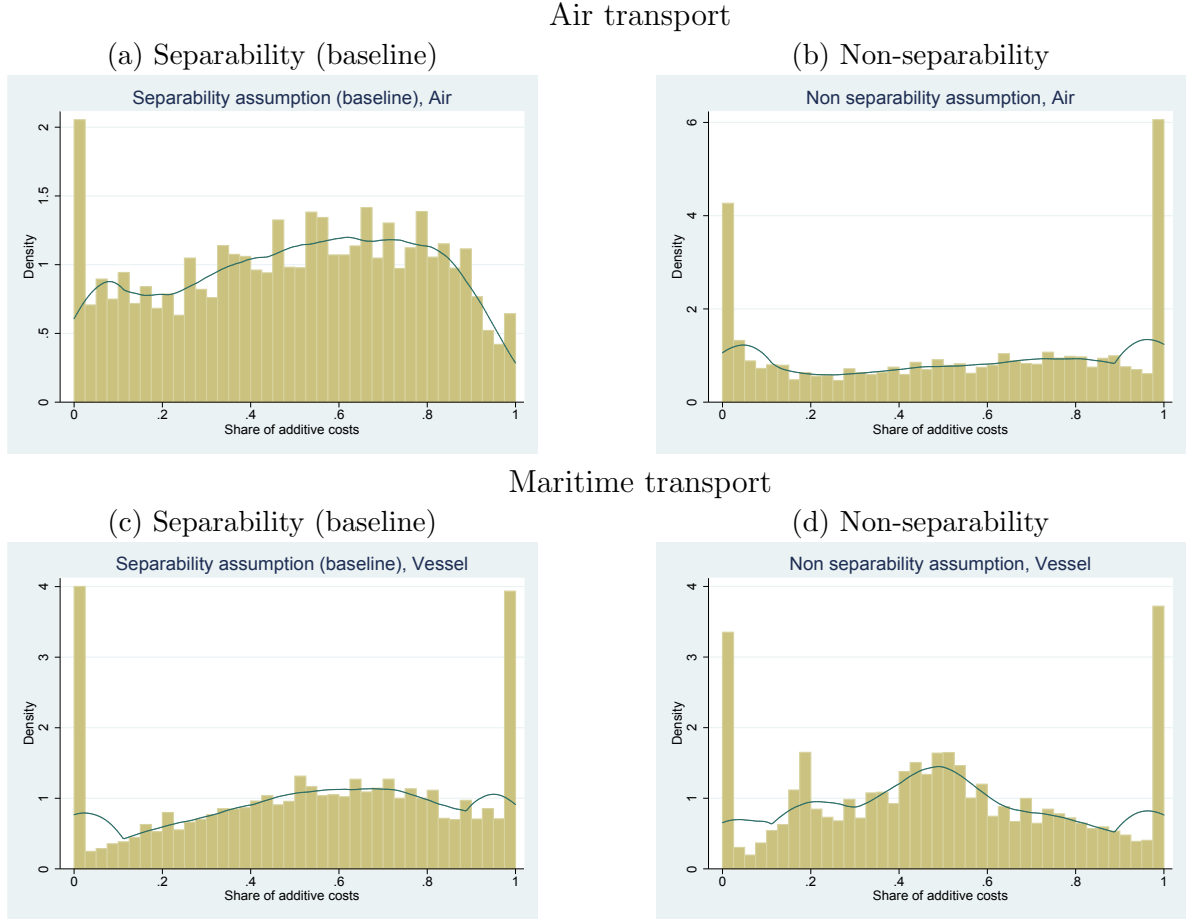 Air transport
(a) Separability (baseline)
(b) Non-separability
Separability assumption (baseline), Air
Density
0
.5
1
1.5
2
0
.2
.4
.6
.8
1
Share of additive costs
Non separability assumption, Air
Density
0
2
4
6
0
.2
.4
.6
.8
1
Share of additive costs
Maritime transport
(c) Separability (baseline)
(d) Non-separability
Separability assumption (baseline), Vessel
Density
0
1
2
3
4
0
.2
.4
.6
.8
1
Share of additive costs
Non separability assumption, Vessel
Density
0
1
2
3
4
0
.2
.4
.6
.8
1
Share of additive costs